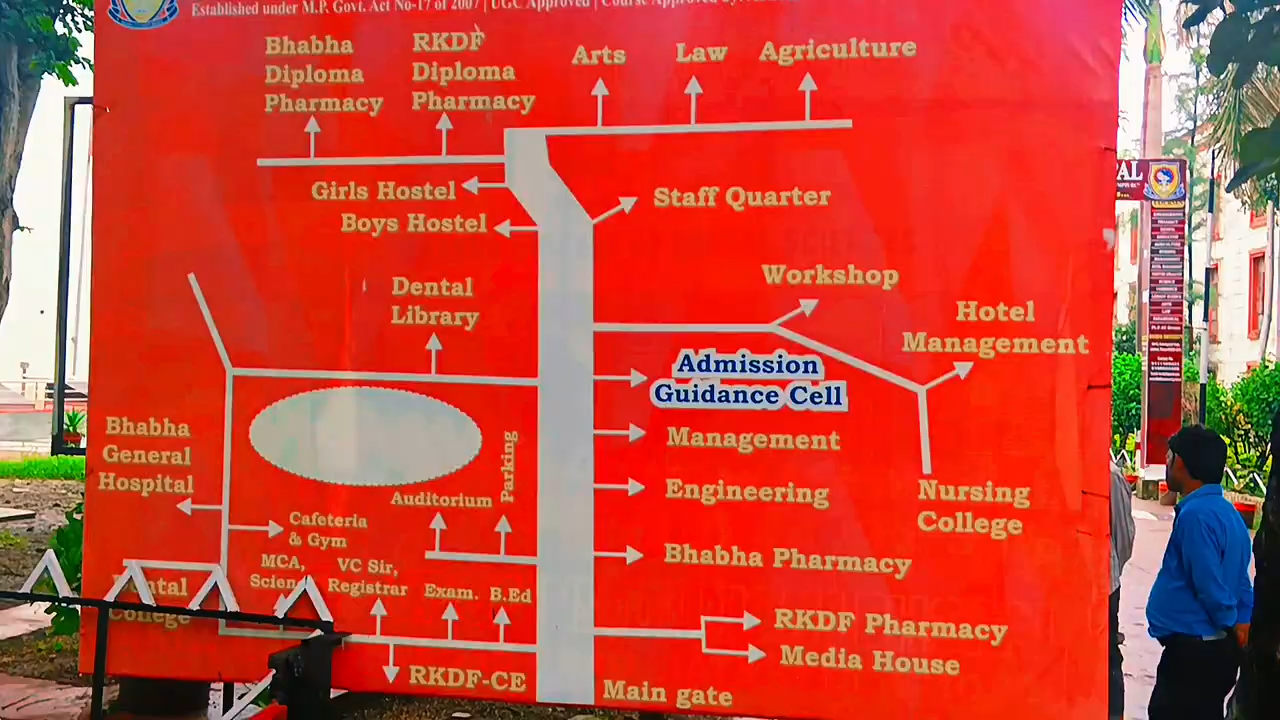 Established under M.P. Govt. Act No-17 of 2007 | UGC Approved | Course Approved
Bhabha
Diploma
Pharmacy
RKDF
Diploma
Pharmacy
Arts
Law
Agriculture
Girls Hostel
Boys Hostel
Staff Quarter
Dental
Library
Workshop
Hotel
Management
Admission
Guidance Cell
Management
Engineering
Nursing
College
Bhabha Pharmacy
Bhabha
General
Hospital
Auditorium
Parking
Cafeteria
& Gym
MCA,
VC Sir,
Registrar
Exam.
B.Ed
College
RKDF-CE
RKDF Pharmacy
Media House
Main gate